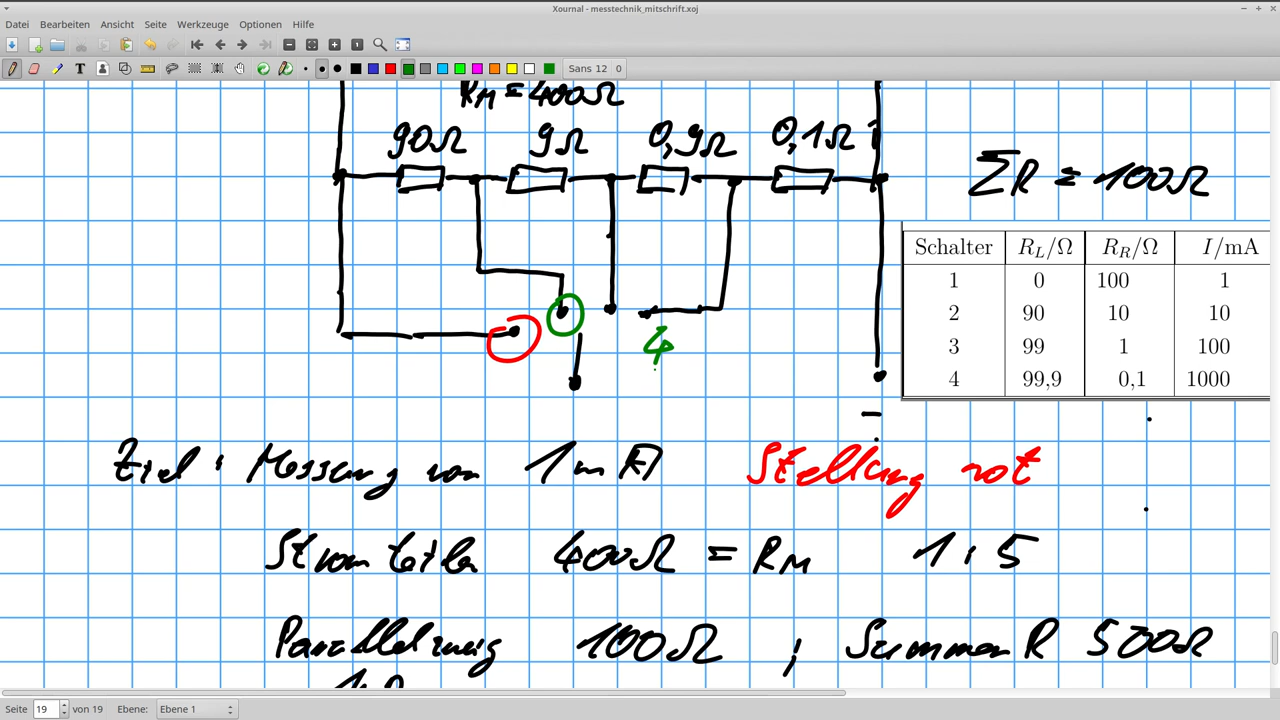 Xournal - messtechnik_mitschrift.xoj
Datei Bearbeiten Ansicht Seite Werkzeuge Optionen Hilfe
Sans 12 0
RM = 400Ω
90Ω 9Ω 0,9Ω 0,1Ω
ΣR = 100Ω
Schalter R_L/Ω R_R/Ω I/mA
1 0 100 1
2 90 10 10
3 99 1 100
4 99,9 0,1 1000
4
Ziel: Messung von 1mA Stellung rot
Stromteiler 400Ω = RM 1:5
Parallelzweig 100Ω ; Summen R 500Ω
Seite 19 von 19 Ebene: Ebene 1